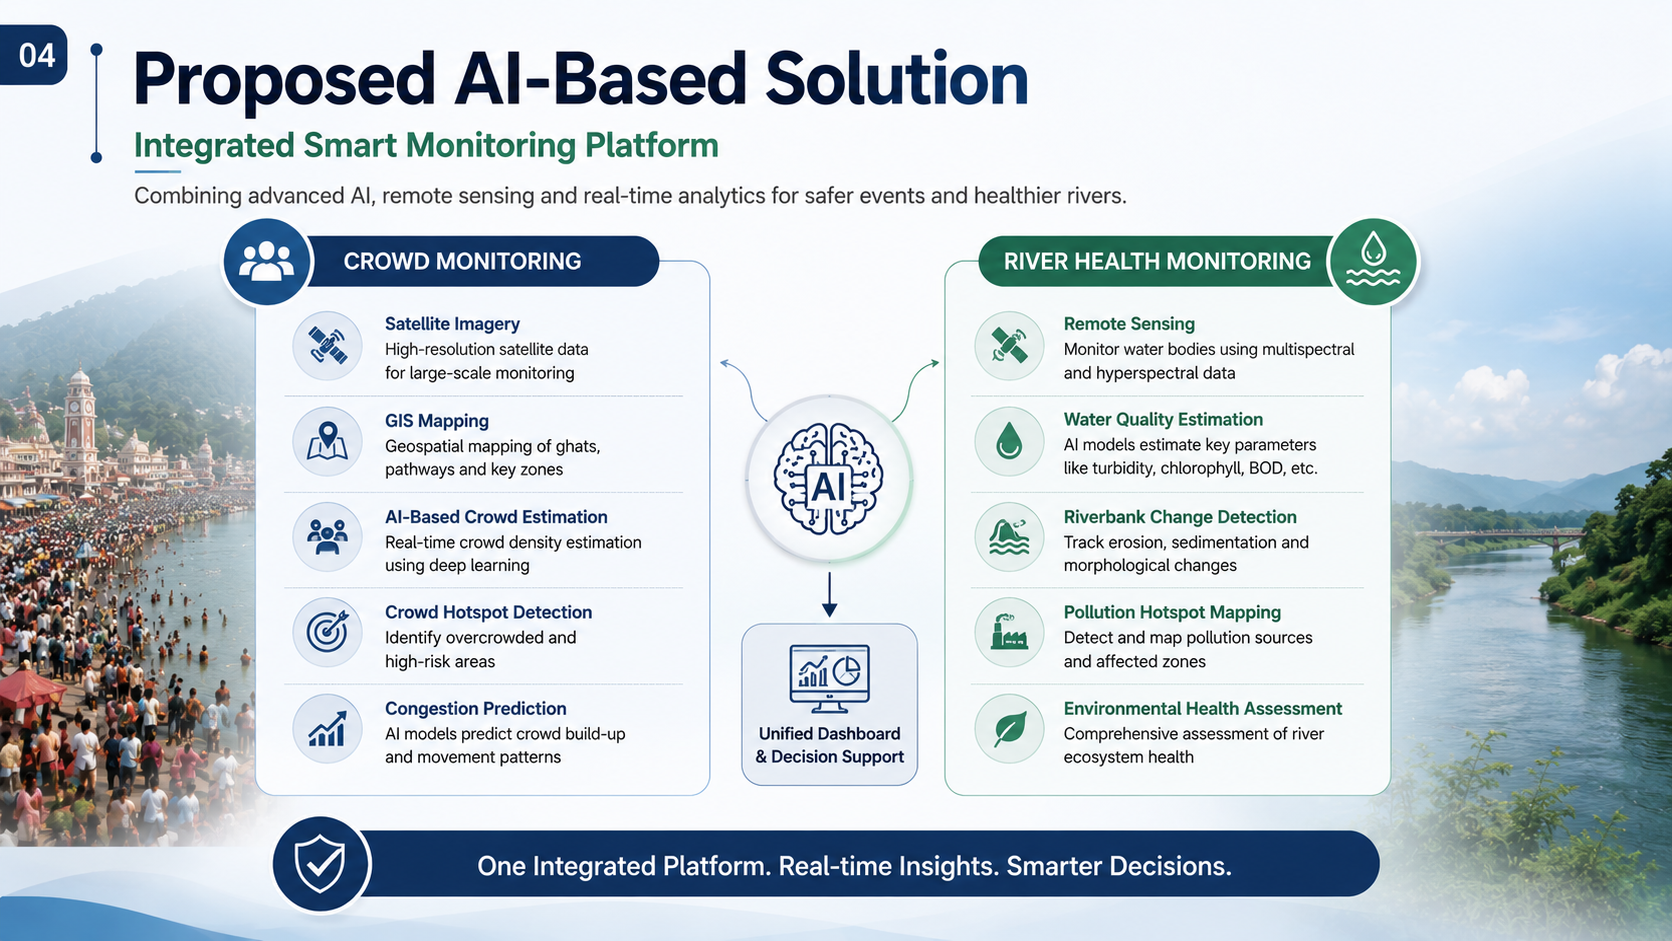 04
Proposed AI-Based Solution
Integrated Smart Monitoring Platform
Combining advanced AI, remote sensing and real-time analytics for safer events and healthier rivers.
CROWD MONITORING
Satellite Imagery
High-resolution satellite data
for large-scale monitoring
GIS Mapping
Geospatial mapping of ghats,
pathways and key zones
AI-Based Crowd Estimation
Real-time crowd density estimation
using deep learning
Crowd Hotspot Detection
Identify overcrowded and
high-risk areas
Congestion Prediction
AI models predict crowd build-up
and movement patterns
AI
Unified Dashboard
& Decision Support
RIVER HEALTH MONITORING
Remote Sensing
Monitor water bodies using multispectral
and hyperspectral data
Water Quality Estimation
AI models estimate key parameters
like turbidity, chlorophyll, BOD, etc.
Riverbank Change Detection
Track erosion, sedimentation and
morphological changes
Pollution Hotspot Mapping
Detect and map pollution sources
and affected zones
Environmental Health Assessment
Comprehensive assessment of river
ecosystem health
One Integrated Platform. Real-time Insights. Smarter Decisions.